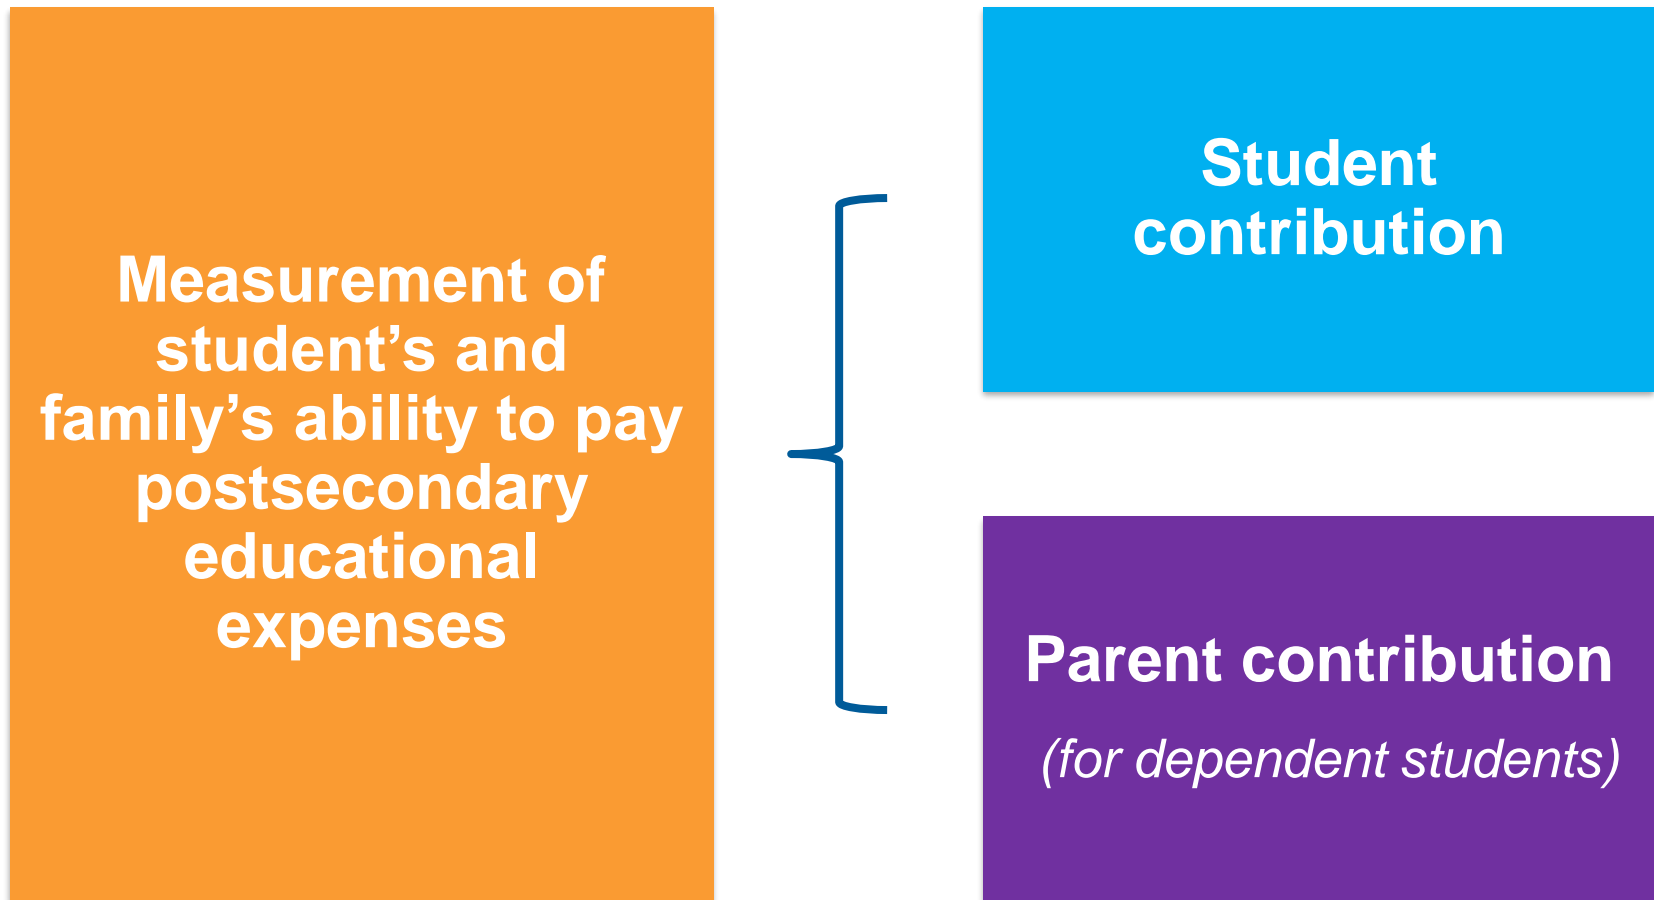 Measurement of
student’s and
family’s ability to pay
postsecondary
educational
expenses
Student
contribution
Parent contribution
(for dependent students)